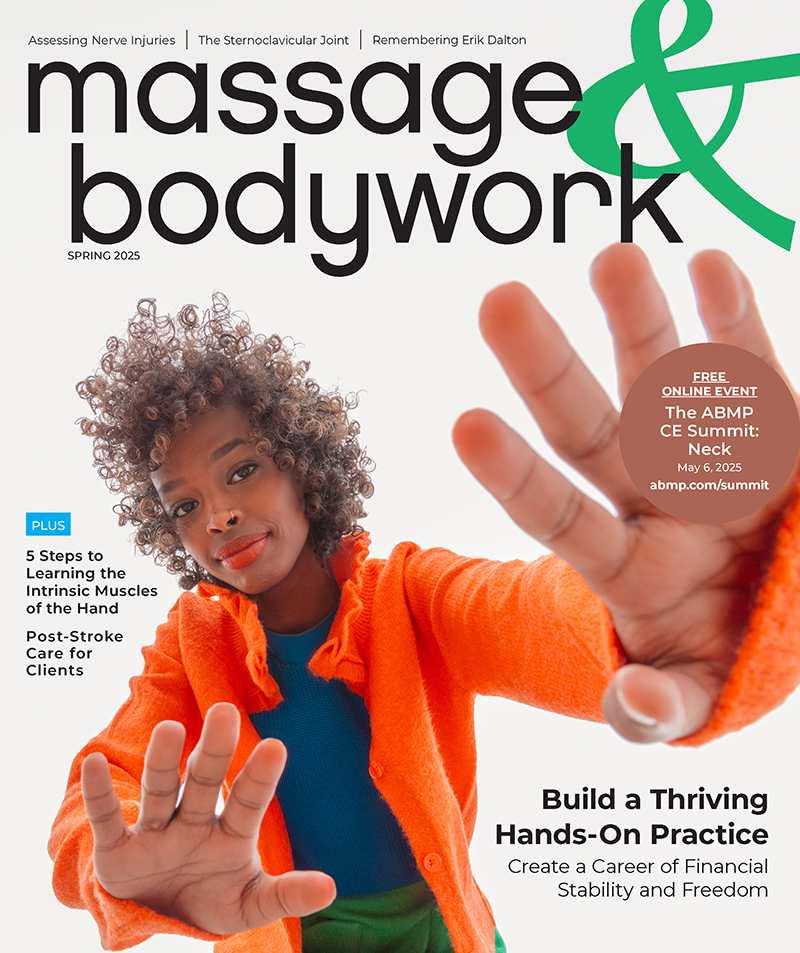 Assessing Nerve Injuries | The Sternoclavicular Joint | Remembering Erik Dalton
massage &
bodywork
SPRING 2025
FREE
ONLINE EVENT
The ABMP
CE Summit:
Neck
May 6, 2025
abmp.com/summit
PLUS
5 Steps to
Learning the
Intrinsic Muscles
of the Hand
Post-Stroke
Care for
Clients
Build a Thriving
Hands-On Practice
Create a Career of Financial
Stability and Freedom